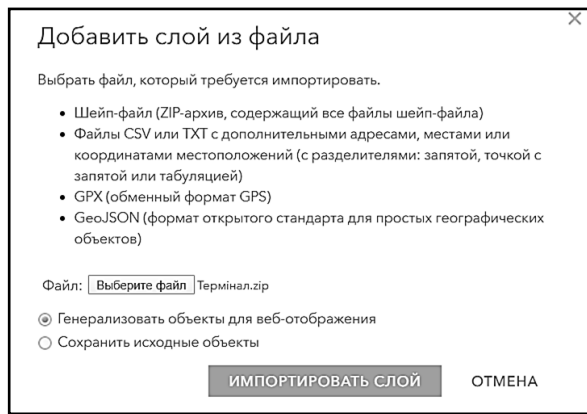 Добавить слой из файла
Выбрать файл, который требуется импортировать.
• Шейп-файл (ZIP-архив, содержащий все файлы шейп-файла)
• Файлы CSV или TXT с дополнительными адресами, местами или
координатами местоположений (с разделителями: запятой, точкой с
запятой или табуляцией)
• GPX (обменный формат GPS)
• GeoJSON (формат открытого стандарта для простых географических
объектов)
Файл: Выберите файл Термінал.zip
Генерализовать объекты для веб-отображения
Сохранить исходные объекты
ИМПОРТИРОВАТЬ СЛОЙ ОТМЕНА